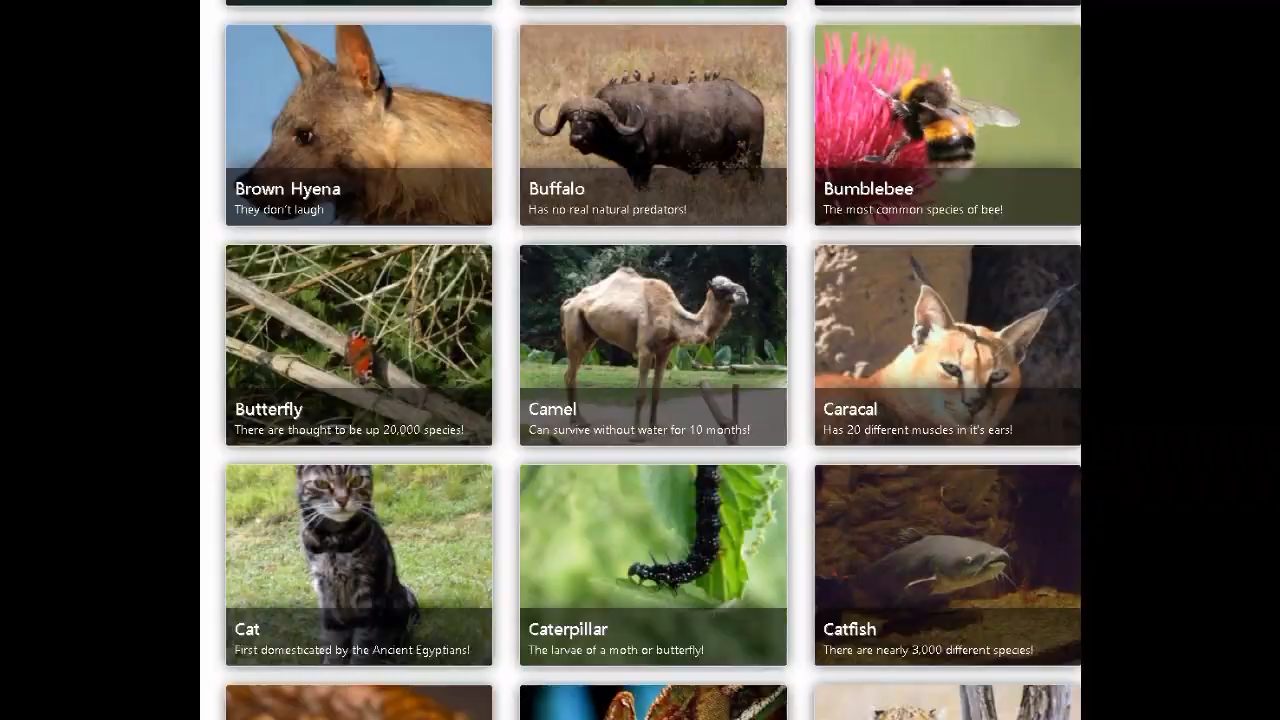 Brown Hyena
They don't laugh
Buffalo
Has no real natural predators!
Bumblebee
The most common species of bee!
Butterfly
There are thought to be up 20,000 species!
Camel
Can survive without water for 10 months!
Caracal
Has 20 different muscles in it's ears!
Cat
First domesticated by the Ancient Egyptians!
Caterpillar
The larvae of a moth or butterfly!
Catfish
There are nearly 3,000 different species!